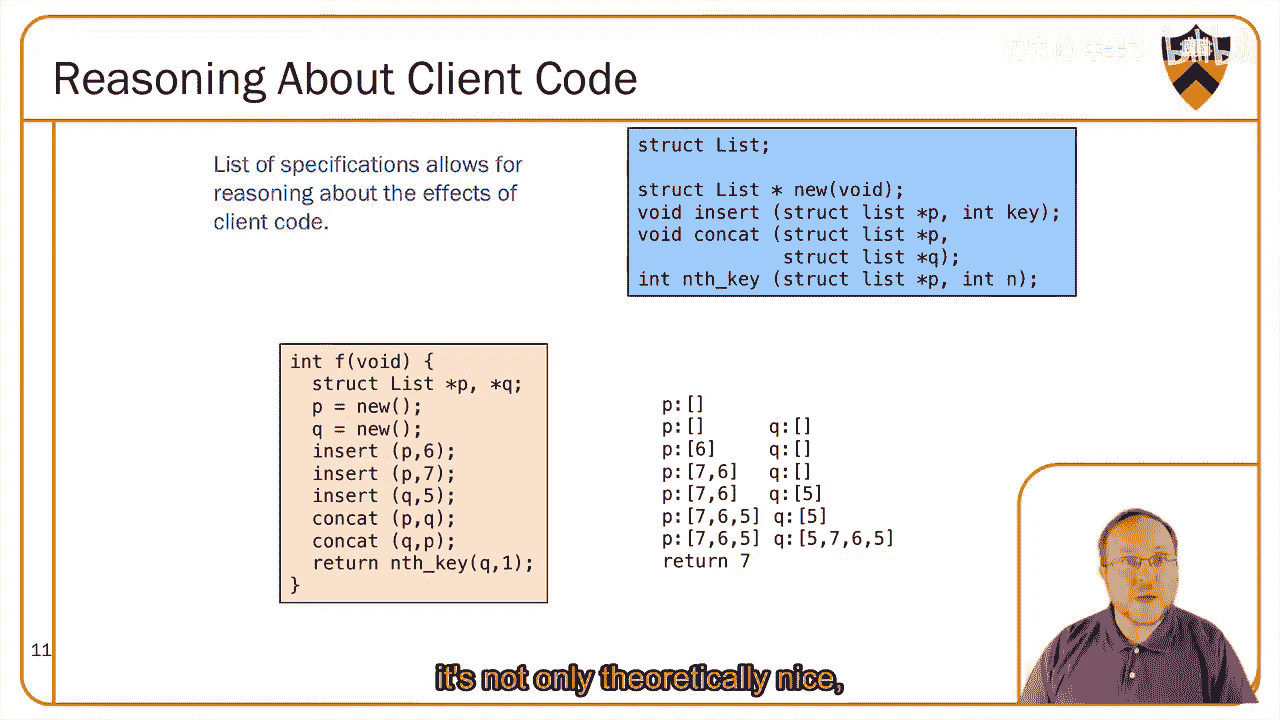 Reasoning About Client Code
List of specifications allows for
reasoning about the effects of
client code.
struct List;
struct List * new(void);
void insert (struct list *p, int key);
void concat (struct list *p,
struct list *q);
int nth_key (struct list *p, int n);
int f(void) {
struct List *p, *q;
p = new();
q = new();
insert (p,6);
insert (p,7);
insert (q,5);
concat (p,q);
concat (q,p);
return nth_key(q,1);
}
p:[]
p:[] q:[]
p:[6] q:[]
p:[7,6] q:[]
p:[7,6] q:[5]
p:[7,6,5] q:[5]
p:[7,6,5] q:[5,7,6,5]
return 7
11
it's not only theoretically nice,